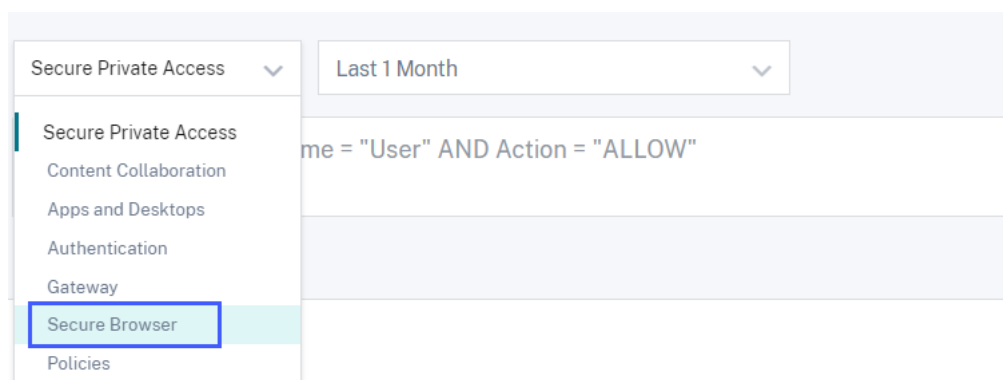 Secure Private Access
Last 1 Month
Secure Private Access
me = "User" AND Action = "ALLOW"
Content Collaboration
Apps and Desktops
Authentication
Gateway
Secure Browser
Policies